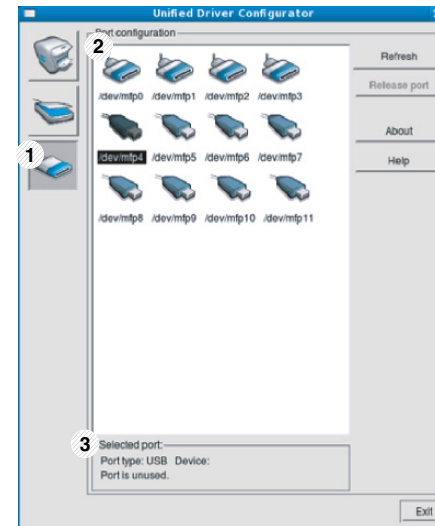 Unified Driver Configurator
Port configuration
2
/dev/mfp0 /dev/mfp1 /dev/mfp2 /dev/mfp3
/dev/mfp4 /dev/mfp5 /dev/mfp6 /dev/mfp7
/dev/mfp8 /dev/mfp9 /dev/mfp10 /dev/mfp11
Refresh
Release port
About
Help
1
3
Selected port:
Port type: USB Device:
Port is unused.
Exit